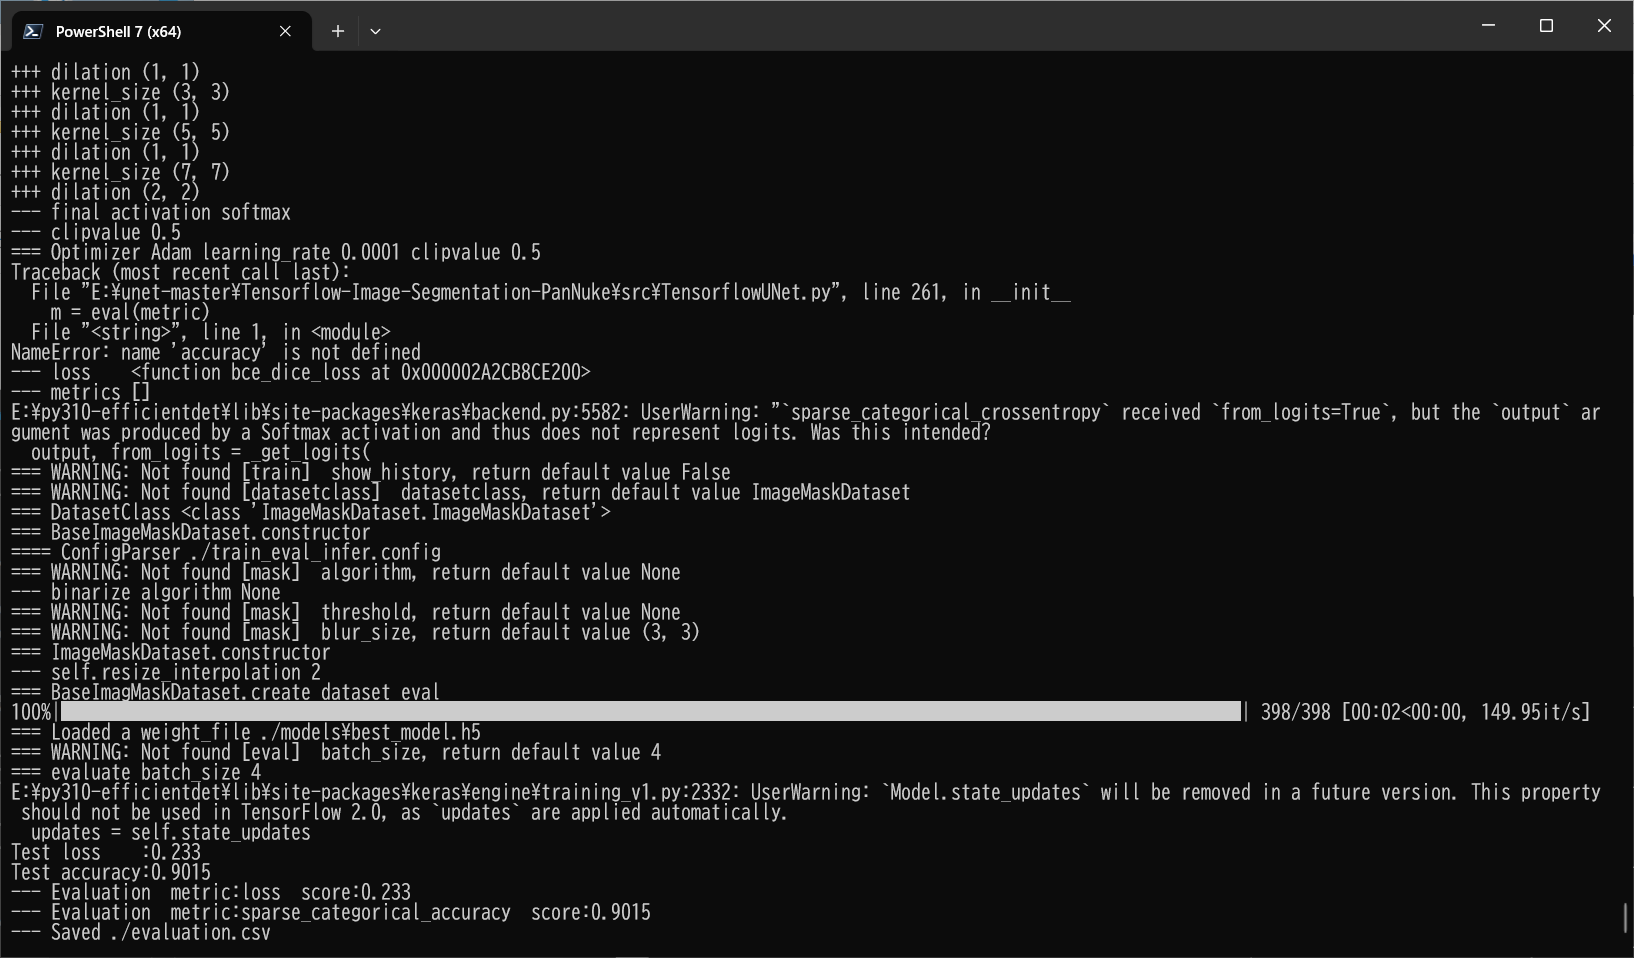 PowerShell 7 (x64)
+++ dilation (1, 1)
+++ kernel_size (3, 3)
+++ dilation (1, 1)
+++ kernel_size (5, 5)
+++ dilation (1, 1)
+++ kernel_size (7, 7)
+++ dilation (2, 2)
--- final activation softmax
--- clipvalue 0.5
=== Optimizer Adam learning_rate 0.0001 clipvalue 0.5
Traceback (most recent call last):
  File "E:¥unet-master¥Tensorflow-Image-Segmentation-PanNuke¥src¥TensorflowUNet.py", line 261, in __init__
    m = eval(metric)
  File "<string>", line 1, in <module>
NameError: name 'accuracy' is not defined
--- loss    <function bce_dice_loss at 0x000002A2CB8CE200>
--- metrics []
E:¥py310-efficientdet¥lib¥site-packages¥keras¥backend.py:5582: UserWarning: "`sparse_categorical_crossentropy` received `from_logits=True`, but the `output` ar
gument was produced by a Softmax activation and thus does not represent logits. Was this intended?
  output, from_logits = _get_logits(
=== WARNING: Not found [train]  show_history, return default value False
=== WARNING: Not found [datasetclass]  datasetclass, return default value ImageMaskDataset
=== DatasetClass <class 'ImageMaskDataset.ImageMaskDataset'>
=== BaseImageMaskDataset.constructor
==== ConfigParser ./train_eval_infer.config
=== WARNING: Not found [mask]  algorithm, return default value None
--- binarize algorithm None
=== WARNING: Not found [mask]  threshold, return default value None
=== WARNING: Not found [mask]  blur_size, return default value (3, 3)
=== ImageMaskDataset.constructor
--- self.resize_interpolation 2
=== BaseImagMaskDataset.create dataset eval
100%| | 398/398 [00:02<00:00, 149.95it/s]
=== Loaded a weight_file ./models¥best_model.h5
=== WARNING: Not found [eval]  batch_size, return default value 4
=== evaluate batch_size 4
E:¥py310-efficientdet¥lib¥site-packages¥keras¥engine¥training_v1.py:2332: UserWarning: `Model.state_updates` will be removed in a future version. This property
 should not be used in TensorFlow 2.0, as `updates` are applied automatically.
  updates = self.state_updates
Test loss    :0.233
Test accuracy:0.9015
--- Evaluation  metric:loss  score:0.233
--- Evaluation  metric:sparse_categorical_accuracy  score:0.9015
--- Saved ./evaluation.csv